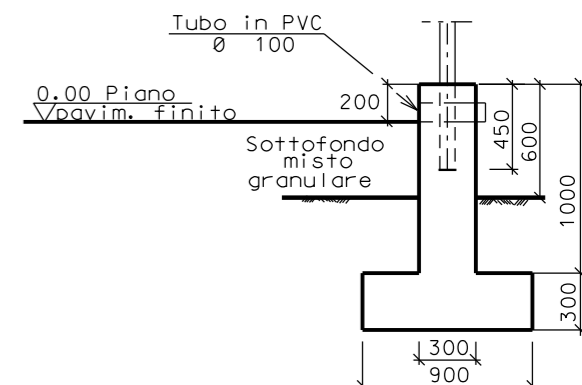 Tubo in PVC
Ø 100
0.00 Piano
pavim. finito
200
Sottofondo
misto
granulare
450
600
1000
300
300
900